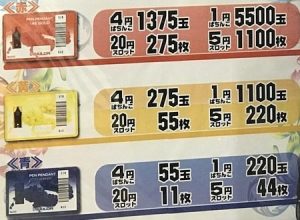 《赤》
4円ぱちんこ 1375玉 1円ぱちんこ 5500玉
20円スロット 275枚 5円スロット 1100枚
PEN PENDANT
4円ぱちんこ 275玉 1円ぱちんこ 1100玉
20円スロット 55枚 5円スロット 220枚
《青》
PEN PENDANT
4円ぱちんこ 55玉 1円ぱちんこ 220玉
20円スロット 11枚 5円スロット 44枚